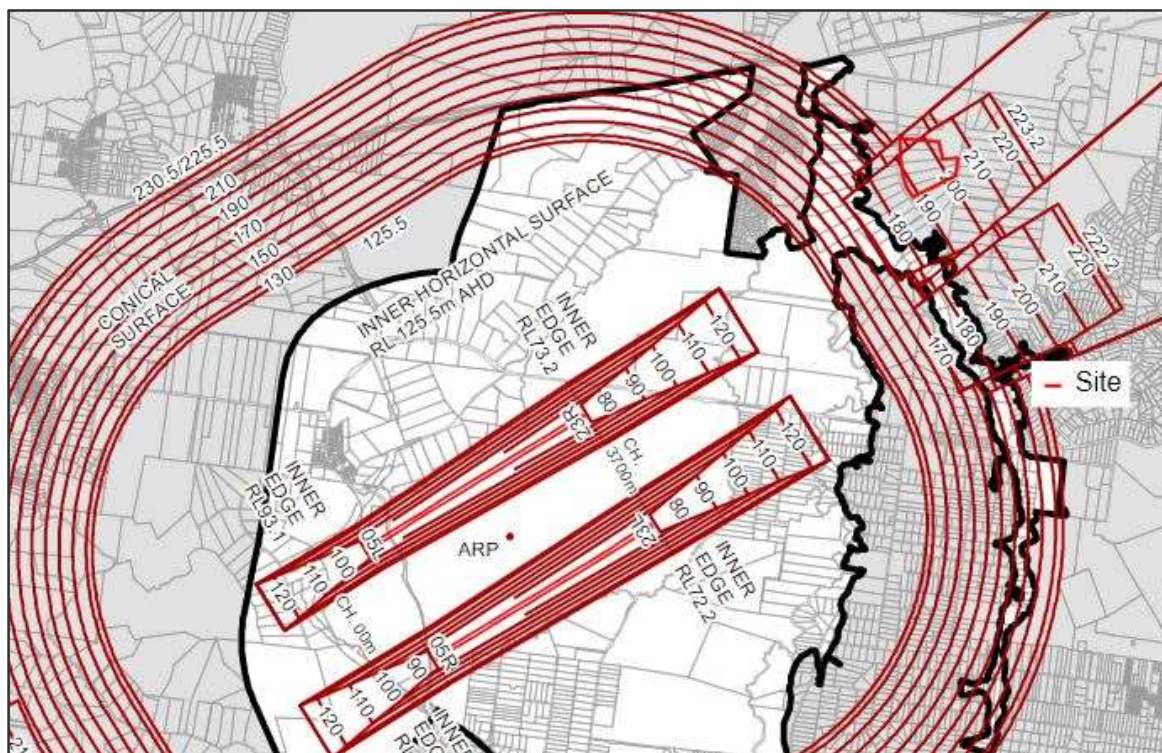 230.5/225.5
210
190
170
150
130
125.5
CONICAL
SURFACE
INNER HORIZONTAL SURFACE
RL 125.5m AHD
INNER
EDGE
RL73.2
120
110
100
90
80
23R
CH.
3700m
INNER
EDGE
RL93.1
05L
100
110
120
CH. 00m
ARP
120
110
100
90
80
23L
INNER
EDGE
RL72.2
05R
90
100
110
120
INNER
EDGE
223.2
220
210
190
180
222.2
220
210
200
190
180
170
Site